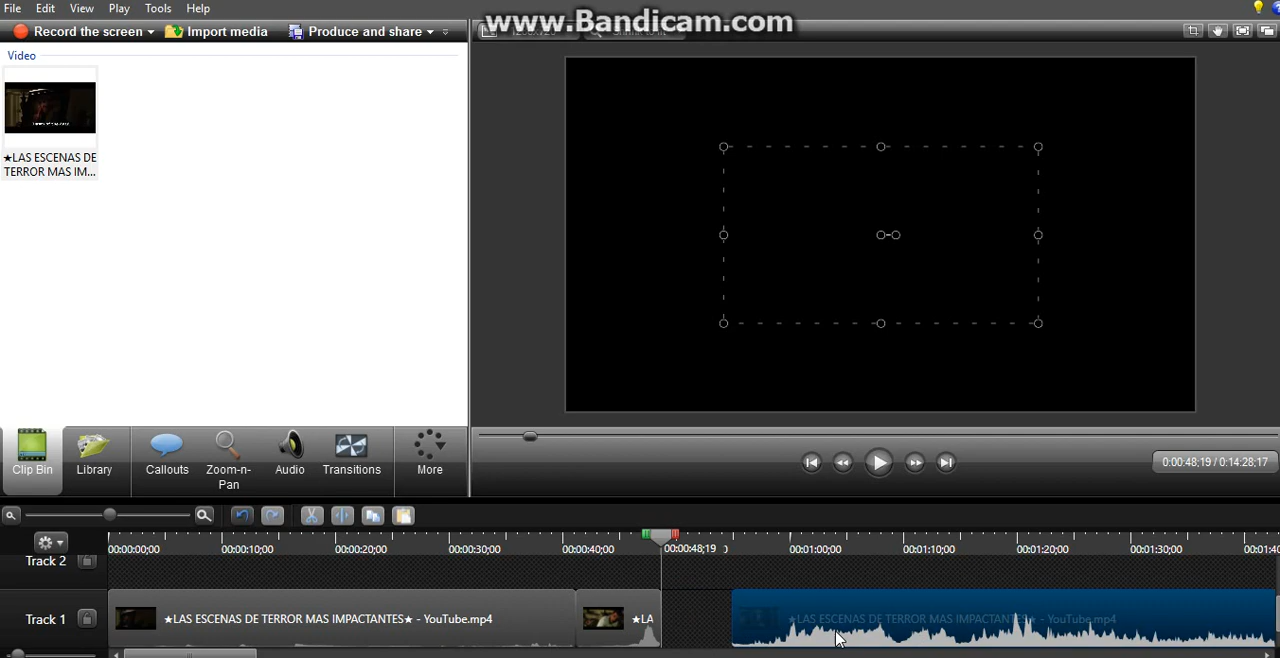 File Edit View Play Tools Help
www.Bandicam.com
Record the screen Import media Produce and share
Video
★LAS ESCENAS DE
TERROR MAS IM...
Clip Bin Library Callouts Zoom-n-
Pan Audio Transitions More
0:00:48;19 / 0:14:28;17
00:00:00;00 00:00:10;00 00:00:20;00 00:00:30;00 00:00:40;00 00:00:48;19 00:01:00;00 00:01:10;00 00:01:20;00 00:01:30;00 00:01:40
Track 2
Track 1 ★LAS ESCENAS DE TERROR MAS IMPACTANTES★ - YouTube.mp4 ★LA ★LAS ESCENAS DE TERROR MAS IMPACTANTES★ - YouTube.mp4